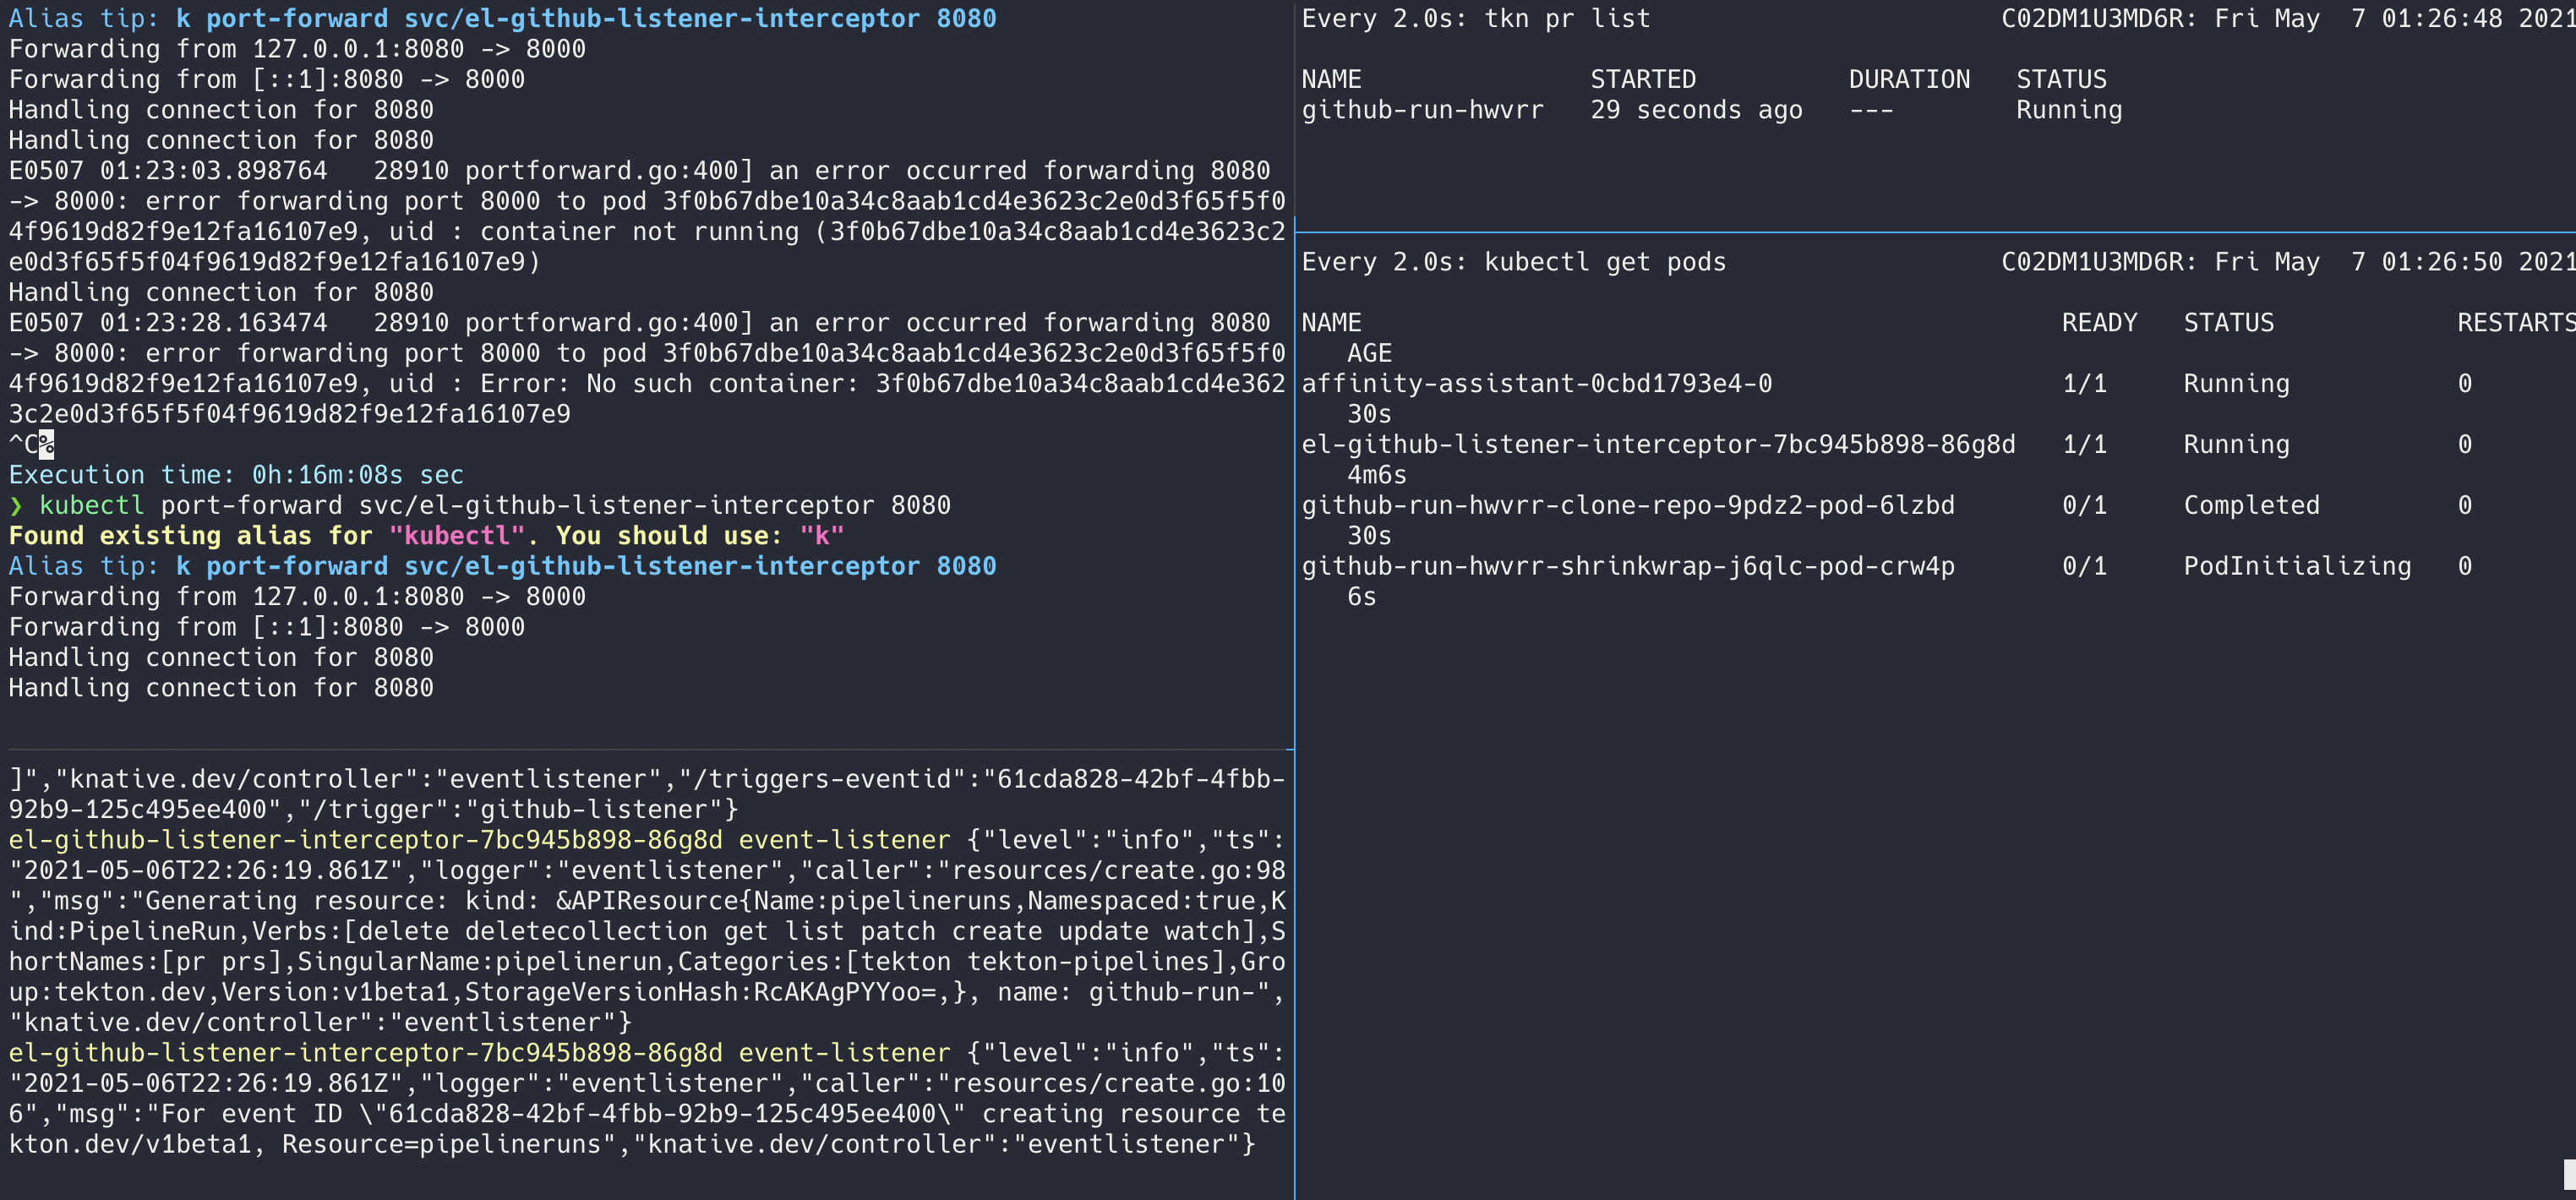 Alias tip: k port-forward svc/el-github-listener-interceptor 8080
Forwarding from 127.0.0.1:8080 -> 8000
Forwarding from [::1]:8080 -> 8000
Handling connection for 8080
Handling connection for 8080
E0507 01:23:03.898764   28910 portforward.go:400] an error occurred forwarding 8080
-> 8000: error forwarding port 8000 to pod 3f0b67dbe10a34c8aab1cd4e3623c2e0d3f65f5f0
4f9619d82f9e12fa16107e9, uid : container not running (3f0b67dbe10a34c8aab1cd4e3623c2
e0d3f65f5f04f9619d82f9e12fa16107e9)
Handling connection for 8080
E0507 01:23:28.163474   28910 portforward.go:400] an error occurred forwarding 8080
-> 8000: error forwarding port 8000 to pod 3f0b67dbe10a34c8aab1cd4e3623c2e0d3f65f5f0
4f9619d82f9e12fa16107e9, uid : Error: No such container: 3f0b67dbe10a34c8aab1cd4e362
3c2e0d3f65f5f04f9619d82f9e12fa16107e9
^C%
Execution time: 0h:16m:08s sec
❯ kubectl port-forward svc/el-github-listener-interceptor 8080
Found existing alias for "kubectl". You should use: "k"
Alias tip: k port-forward svc/el-github-listener-interceptor 8080
Forwarding from 127.0.0.1:8080 -> 8000
Forwarding from [::1]:8080 -> 8000
Handling connection for 8080
Handling connection for 8080
]","knative.dev/controller":"eventlistener","/triggers-eventid":"61cda828-42bf-4fbb-
92b9-125c495ee400","/trigger":"github-listener"}
el-github-listener-interceptor-7bc945b898-86g8d event-listener {"level":"info","ts":
"2021-05-06T22:26:19.861Z","logger":"eventlistener","caller":"resources/create.go:98
","msg":"Generating resource: kind: &APIResource{Name:pipelineruns,Namespaced:true,K
ind:PipelineRun,Verbs:[delete deletecollection get list patch create update watch],S
hortNames:[pr prs],SingularName:pipelinerun,Categories:[tekton tekton-pipelines],Gro
up:tekton.dev,Version:v1beta1,StorageVersionHash:RcAKAgPYYoo=,}, name: github-run-",
"knative.dev/controller":"eventlistener"}
el-github-listener-interceptor-7bc945b898-86g8d event-listener {"level":"info","ts":
"2021-05-06T22:26:19.861Z","logger":"eventlistener","caller":"resources/create.go:10
6","msg":"For event ID \"61cda828-42bf-4fbb-92b9-125c495ee400\" creating resource te
kton.dev/v1beta1, Resource=pipelineruns","knative.dev/controller":"eventlistener"}
Every 2.0s: tkn pr list   C02DM1U3MD6R: Fri May  7 01:26:48 2021
NAME   STARTED   DURATION   STATUS
github-run-hwvrr   29 seconds ago   ---   Running
Every 2.0s: kubectl get pods   C02DM1U3MD6R: Fri May  7 01:26:50 2021
NAME   READY   STATUS   RESTARTS
AGE
affinity-assistant-0cbd1793e4-0   1/1   Running   0
30s
el-github-listener-interceptor-7bc945b898-86g8d   1/1   Running   0
4m6s
github-run-hwvrr-clone-repo-9pdz2-pod-6lzbd   0/1   Completed   0
30s
github-run-hwvrr-shrinkwrap-j6qlc-pod-crw4p   0/1   PodInitializing   0
6s